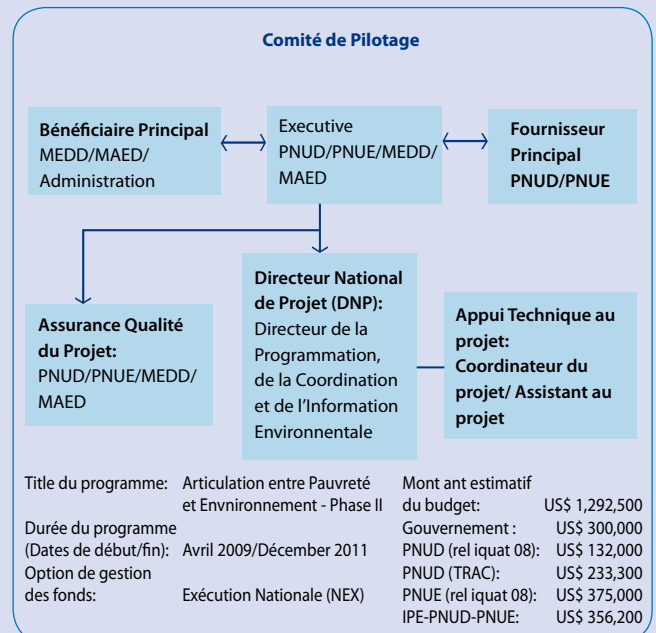 Comité de Pilotage
Bénéficiaire Principal
MEDD/MAED/
Administration
Executive
PNUD/PNUE/MEDD/
MAED
Fournisseur
Principal
PNUD/PNUE
Assurance Qualité
du Projet:
PNUD/PNUE/MEDD/
MAED
Directeur National
de Projet (DNP):
Directeur de la
Programmation,
de la Coordination
et de l'Information
Environnentale
Appui Technique au
projet:
Coordinateur du
projet/ Assistant au
projet
Title du programme: Articulation entre Pauvreté
et Envnironnement - Phase II
Durée du programme
(Dates de début/fin): Avril 2009/Décembre 2011
Option de gestion
des fonds: Exécution Nationale (NEX)
Mont ant estimatif
du budget: US$ 1,292,500
Gouvernement : US$ 300,000
PNUD (rel iquat 08): US$ 132,000
PNUD (TRAC): US$ 233,300
PNUE (rel iquat 08): US$ 375,000
IPE-PNUD-PNUE: US$ 356,200